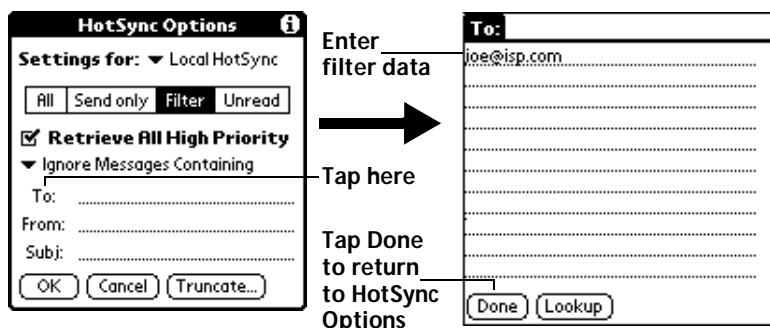 HotSync Options
Settings for: Local HotSync
All Send only Filter Unread
Retrieve All High Priority
Ignore Messages Containing
To:
From:
Subj:
OK Cancel Truncate...
Enter
filter data
Tap here
Tap Done
to return
to HotSync
Options
To:
joe@isp.com
Done Lookup